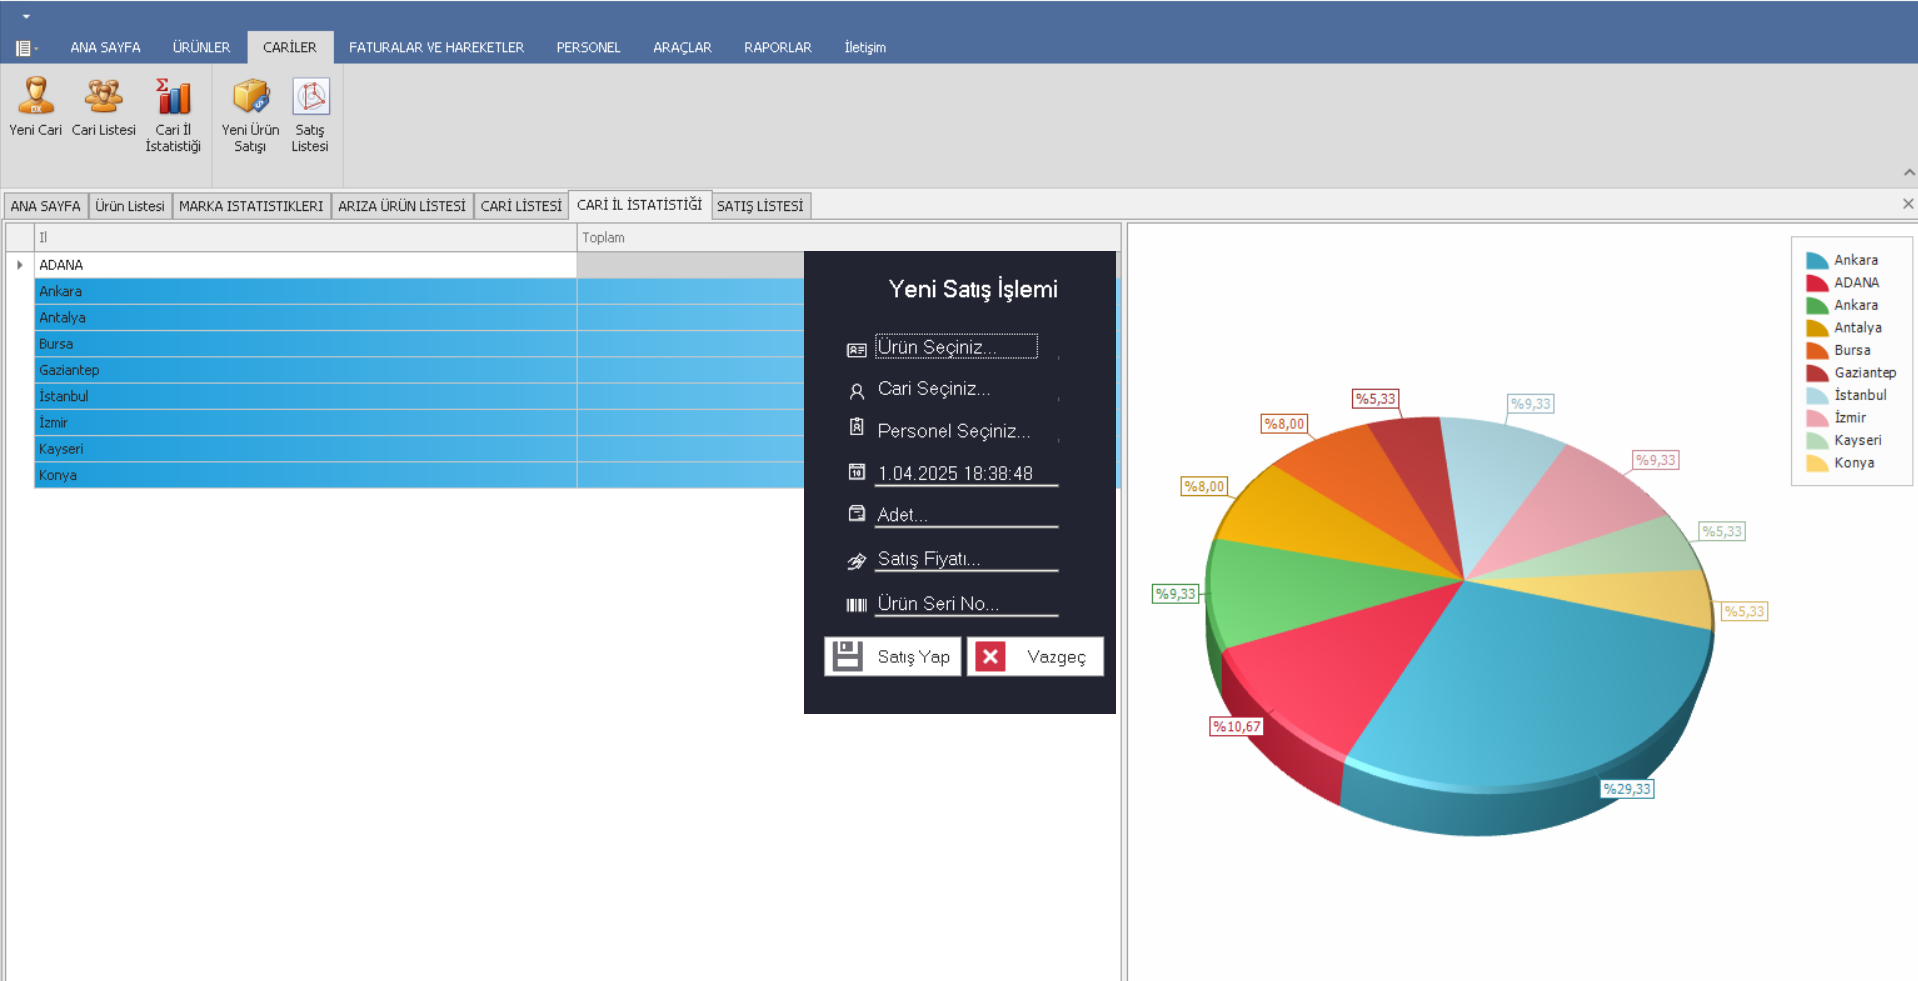 ANA SAYFA ÜRÜNLER CARİLER FATURALAR VE HAREKETLER PERSONEL ARAÇLAR RAPORLAR İletişim
DX
Yeni Cari Cari Listesi Cari İl İstatistiği Yeni Ürün Satışı Satış Listesi
ANA SAYFA Ürün Listesi MARKA ISTATISTIKLERI ARIZA ÜRÜN LİSTESİ CARİ LİSTESİ CARİ İL İSTATİSTİĞİ SATIŞ LİSTESİ
Il Toplam
ADANA
Ankara
Antalya
Bursa
Gaziantep
İstanbul
İzmir
Kayseri
Konya
Yeni Satış İşlemi
Ürün Seçiniz...
Cari Seçiniz...
Personel Seçiniz...
10 1.04.2025 18:38:48
Adet...
Satış Fiyatı...
Ürün Seri No...
Satış Yap Vazgeç
%5,33
%9,33
%8,00
%9,33
%8,00
%5,33
%9,33
%5,33
%10,67
%29,33
Ankara
ADANA
Ankara
Antalya
Bursa
Gaziantep
İstanbul
İzmir
Kayseri
Konya